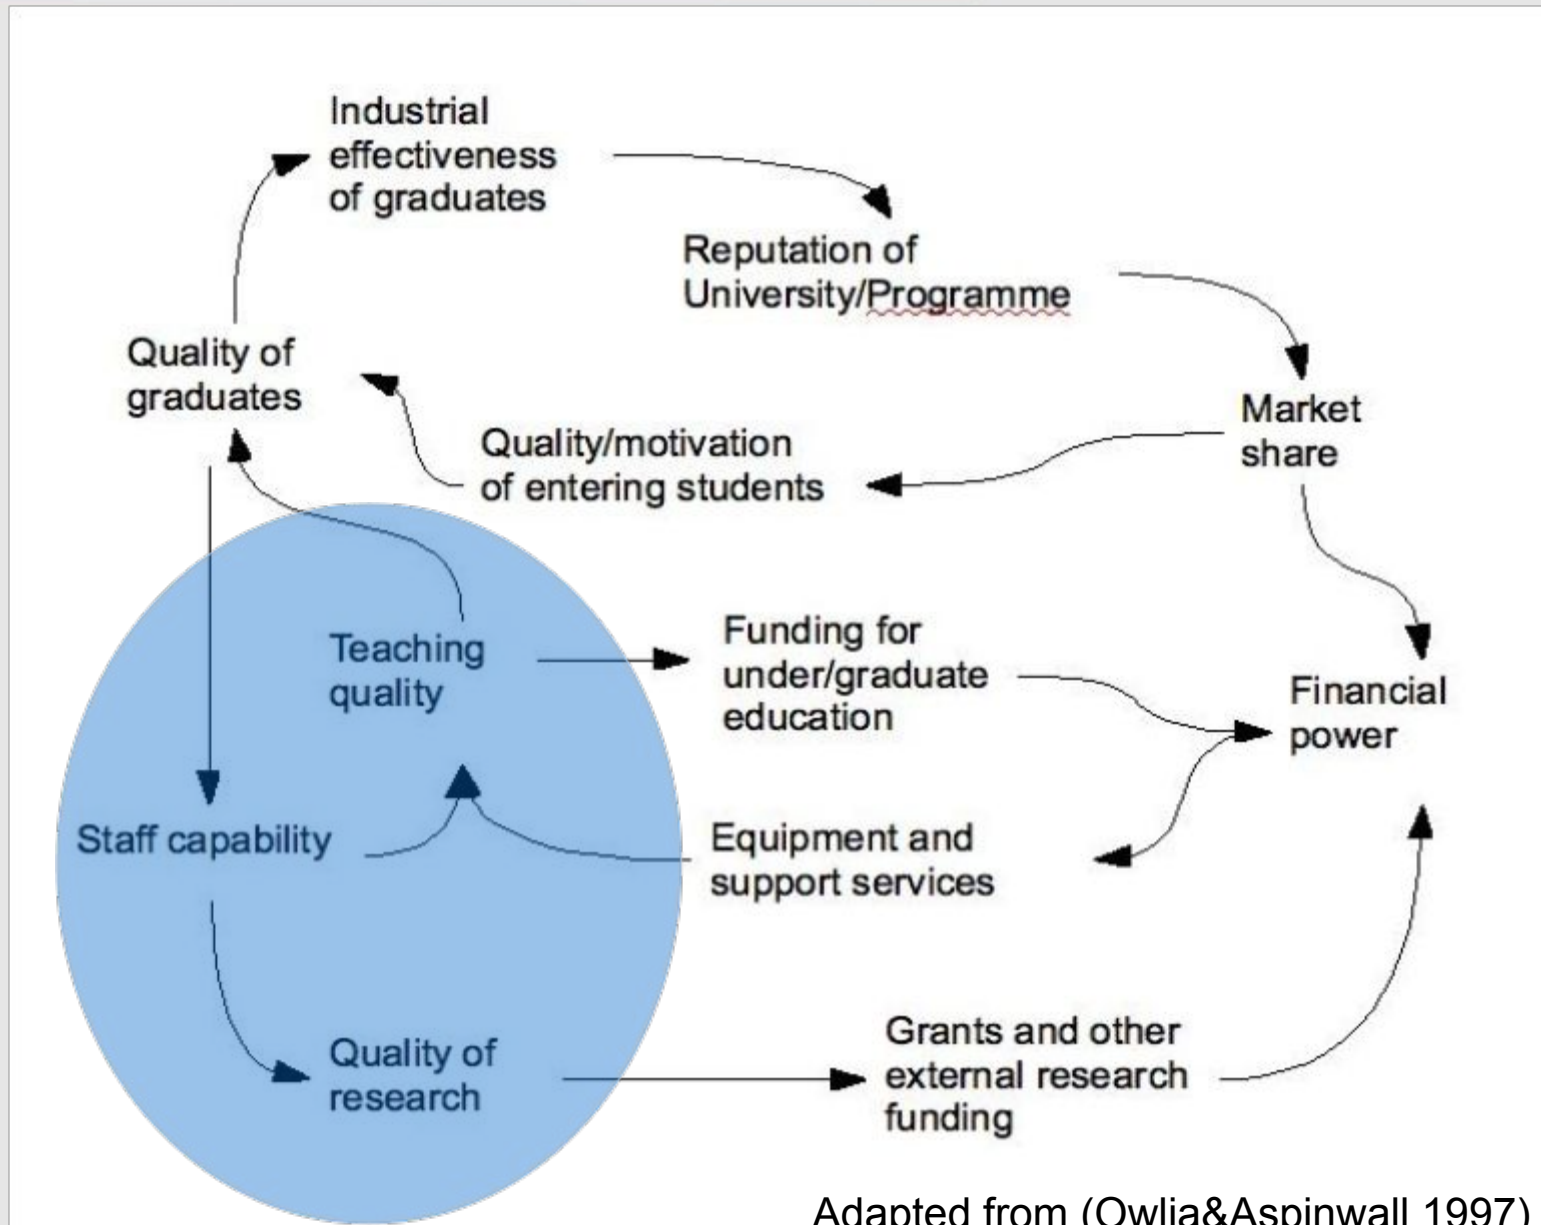 Industrial
effectiveness
of graduates
Reputation of
University/Programme
Quality of
graduates
Market
share
Quality/motivation
of entering students
Teaching
quality
Funding for
under/graduate
education
Financial
power
Staff capability
Equipment and
support services
Quality of
research
Grants and other
external research
funding
Adapted from (Owlia&Aspinwall 1997)